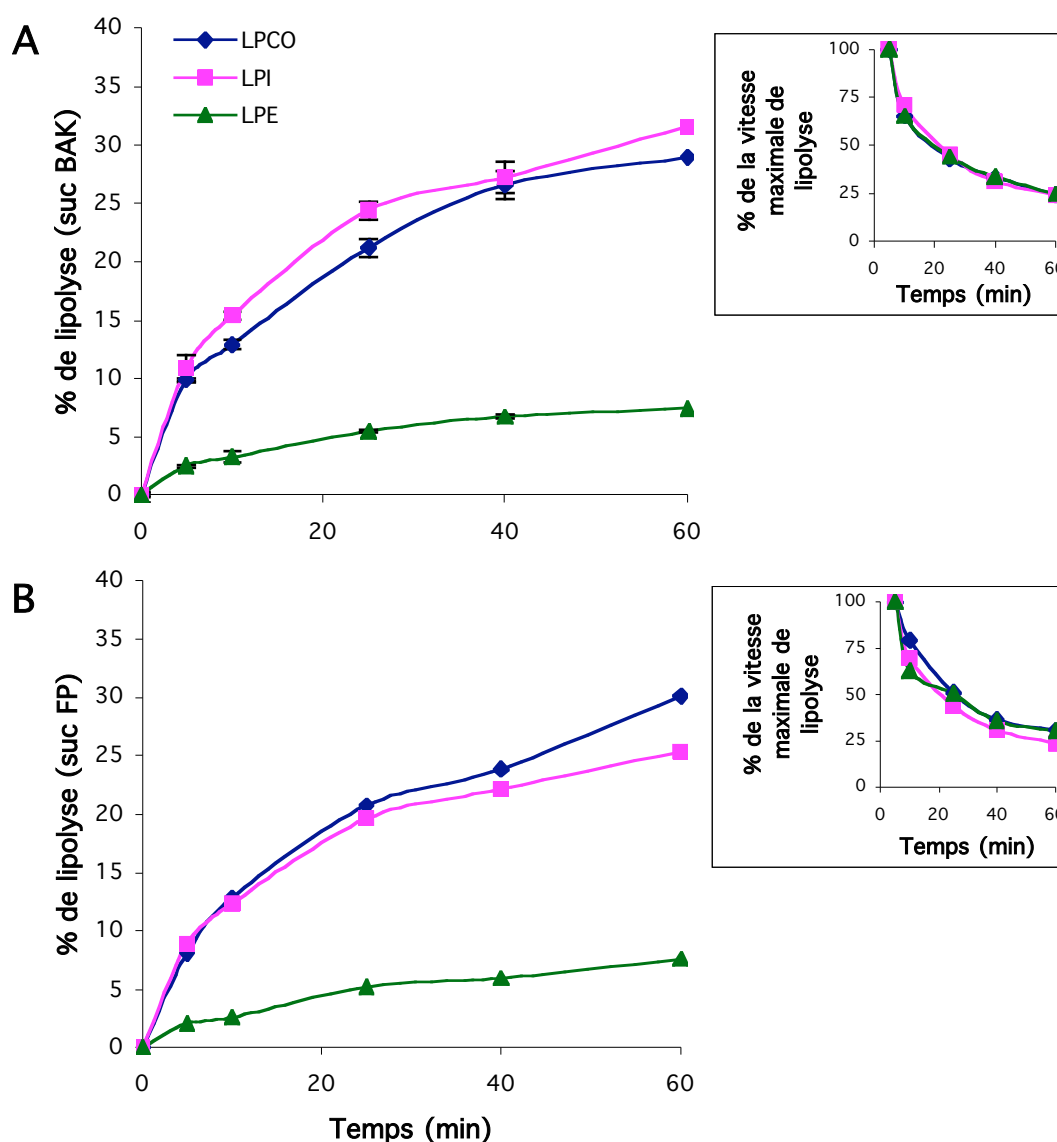 A
40
35
30
25
20
15
10
5
0
% de lipolyse (suc BAK)
LPCO
LPI
LPE
0 20 40 60
100
75
50
25
0
% de la vitesse
maximale de
lipolyse
0 20 40 60
Temps (min)
B
40
35
30
25
20
15
10
5
0
% de lipolyse (suc FP)
0 20 40 60
Temps (min)
100
75
50
25
0
% de la vitesse
maximale de
lipolyse
0 20 40 60
Temps (min)